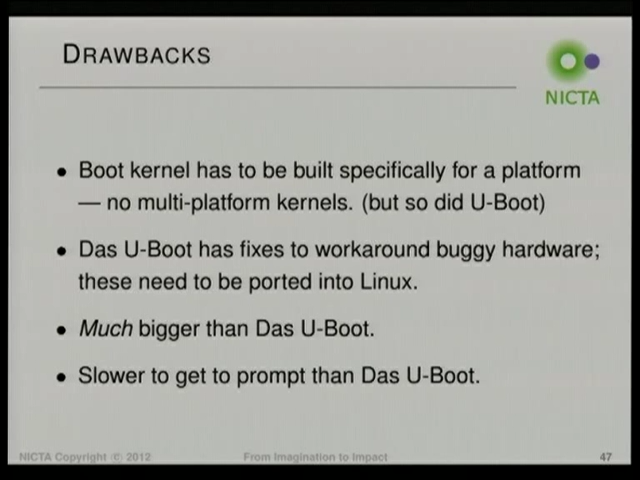 DRAWBACKS
NICTA
• Boot kernel has to be built specifically for a platform
— no multi-platform kernels. (but so did U-Boot)
• Das U-Boot has fixes to workaround buggy hardware;
these need to be ported into Linux.
• Much bigger than Das U-Boot.
• Slower to get to prompt than Das U-Boot.
NICTA Copyright © 2012 From Imagination to Impact 47